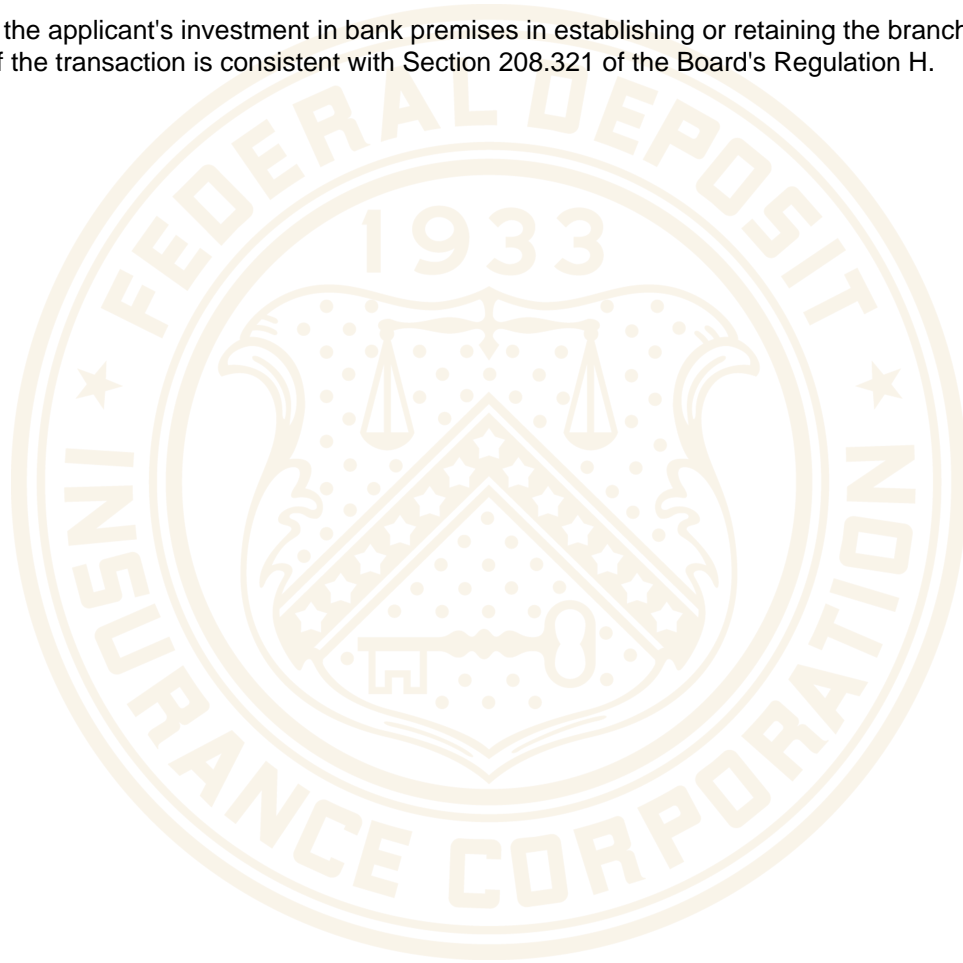 the applicant's investment in bank premises in establishing or retaining the branch
f the transaction is consistent with Section 208.321 of the Board's Regulation H.
FEDERAL DEPOSIT
1933
INSURANCE CORPORATION